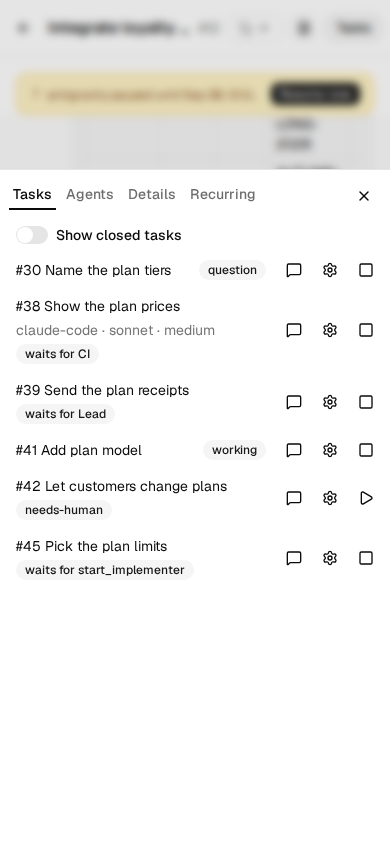 Tasks Agents Details Recurring
Show closed tasks
#30 Name the plan tiers question
#38 Show the plan prices
claude-code · sonnet · medium
waits for CI
#39 Send the plan receipts
waits for Lead
#41 Add plan model working
#42 Let customers change plans
needs-human
#45 Pick the plan limits
waits for start_implementer